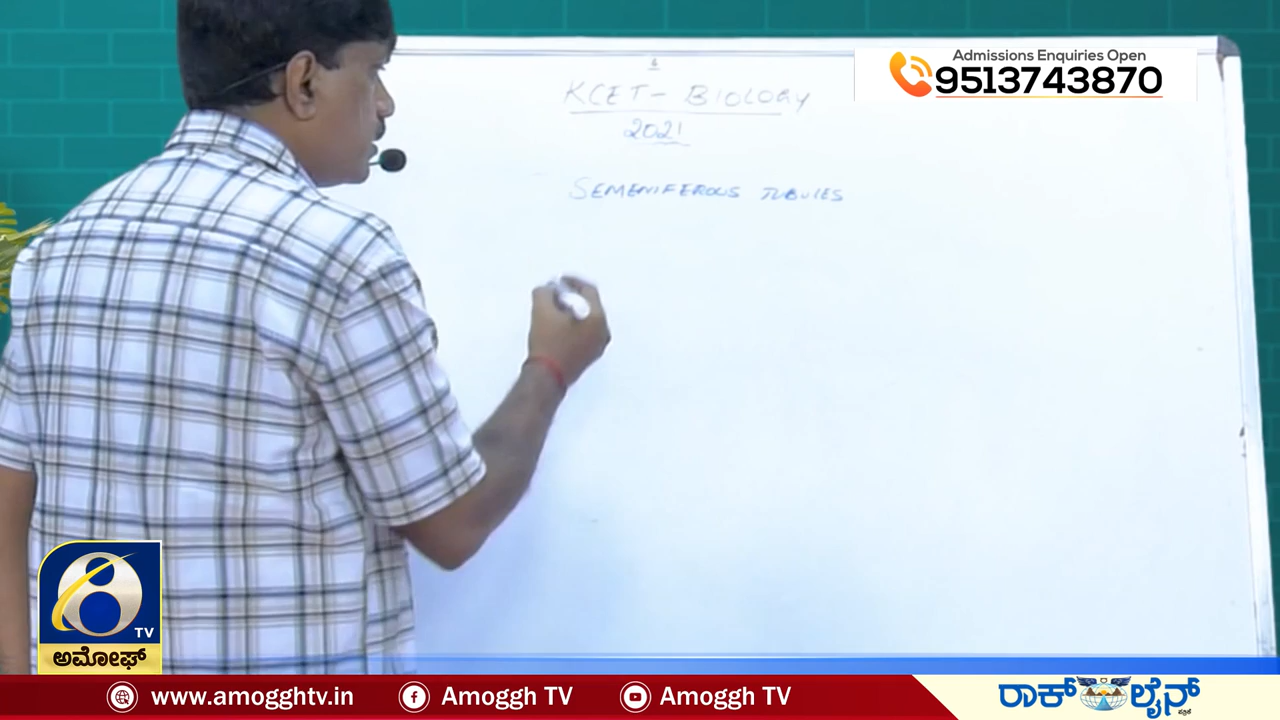 Admissions Enquiries Open
9513743870
KCET - BIOLOGY
2021
SEMENIFEROUS TUBULES
TV
ಅಮೋಘ್
www.amogghtv.in
Amoggh TV
Amoggh TV
ರಾಕ್ ಲೈನ್